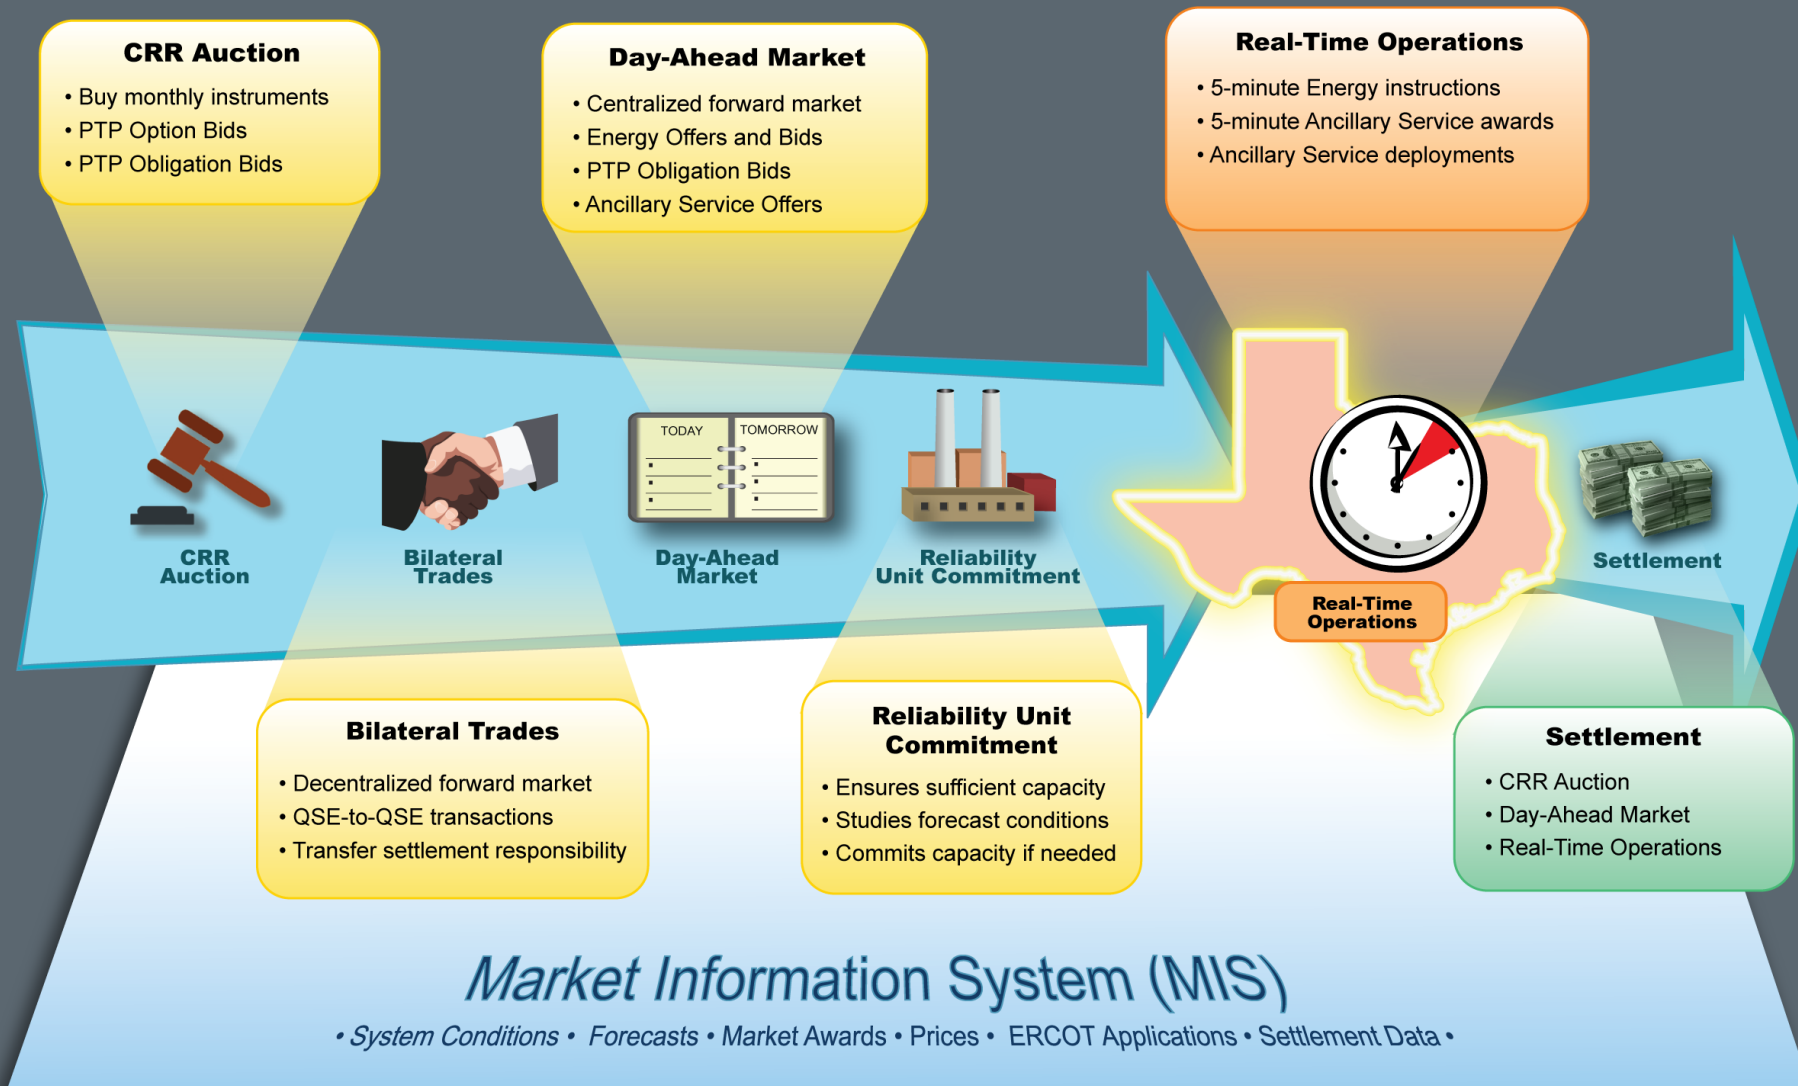 CRR Auction
• Buy monthly instruments
• PTP Option Bids
• PTP Obligation Bids
Day-Ahead Market
• Centralized forward market
• Energy Offers and Bids
• PTP Obligation Bids
• Ancillary Service Offers
Real-Time Operations
• 5-minute Energy instructions
• 5-minute Ancillary Service awards
• Ancillary Service deployments
TODAY
TOMORROW
CRR
Auction
Bilateral
Trades
Day-Ahead
Market
Reliability
Unit Commitment
Real-Time
Operations
Settlement
Bilateral Trades
• Decentralized forward market
• QSE-to-QSE transactions
• Transfer settlement responsibility
Reliability Unit
Commitment
• Ensures sufficient capacity
• Studies forecast conditions
• Commits capacity if needed
Settlement
• CRR Auction
• Day-Ahead Market
• Real-Time Operations
Market Information System (MIS)
• System Conditions • Forecasts • Market Awards • Prices • ERCOT Applications • Settlement Data •